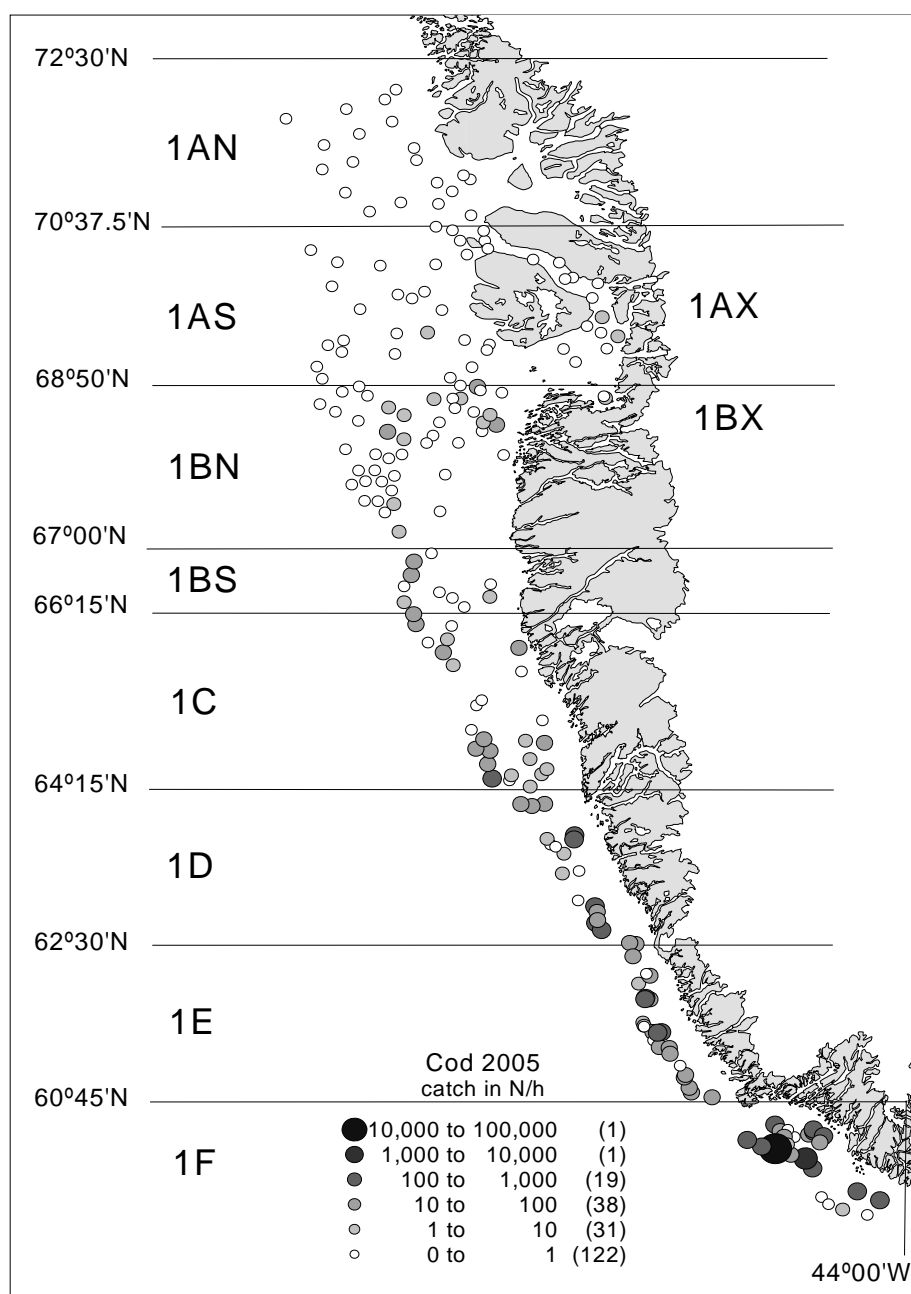 72º30'N
1AN
70º37.5'N
1AS
1AX
68º50'N
1BX
1BN
67º00'N
1BS
66º15'N
1C
64º15'N
1D
62º30'N
1E
Cod 2005
catch in N/h
60º45'N
10,000 to 100,000 (1)
1F
1,000 to 10,000 (1)
100 to 1,000 (19)
10 to 100 (38)
1 to 10 (31)
0 to 1 (122)
44º00'W